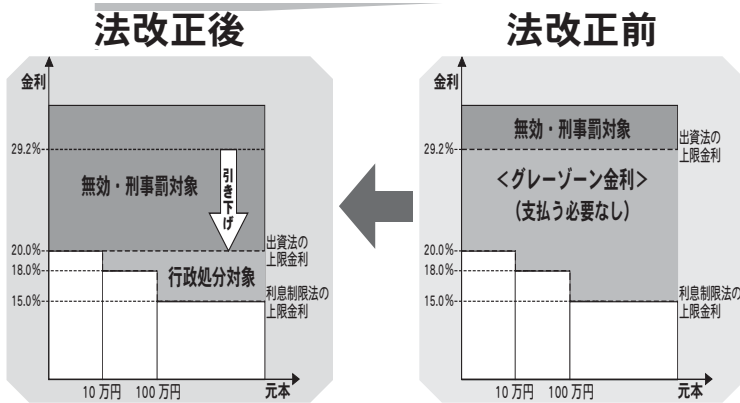 法改正後
金利
29.2%
無効・刑事罰対象
引き下げ
20.0%
出資法の
上限金利
18.0%
行政処分対象
15.0%
利息制限法の
上限金利
10万円
100万円
元本
法改正前
金利
無効・刑事罰対象
出資法の
上限金利
29.2%
<グレーゾーン金利>
(支払う必要なし)
20.0%
18.0%
15.0%
利息制限法の
上限金利
10万円
100万円
元本